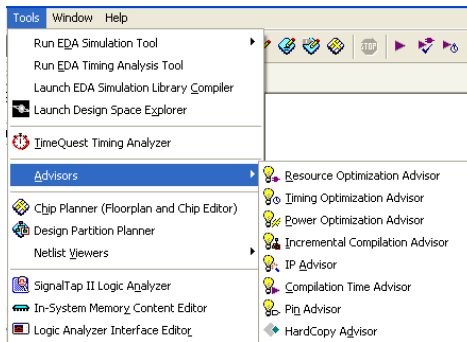 Tools Window Help
Run EDA Simulation Tool
Run EDA Timing Analysis Tool
Launch EDA Simulation Library Compiler
Launch Design Space Explorer
STOP
TimeQuest Timing Analyzer
Advisors
Chip Planner (Floorplan and Chip Editor)
Design Partition Planner
Netlist Viewers
SignalTap II Logic Analyzer
In-System Memory Content Editor
Logic Analyzer Interface Editor
Resource Optimization Advisor
Timing Optimization Advisor
Power Optimization Advisor
Incremental Compilation Advisor
IP Advisor
Compilation Time Advisor
Pin Advisor
HardCopy Advisor